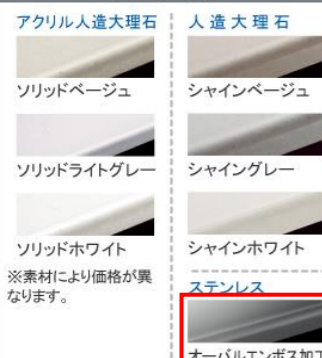 アクリル人造大理石
ソリッドベージュ
ソリッドライトグレー
ソリッドホワイト
※素材により価格が異
なります。
人造大理石
シャインベージュ
シャイングレー
シャインホワイト
ステンレス
オーバルエンボス加工